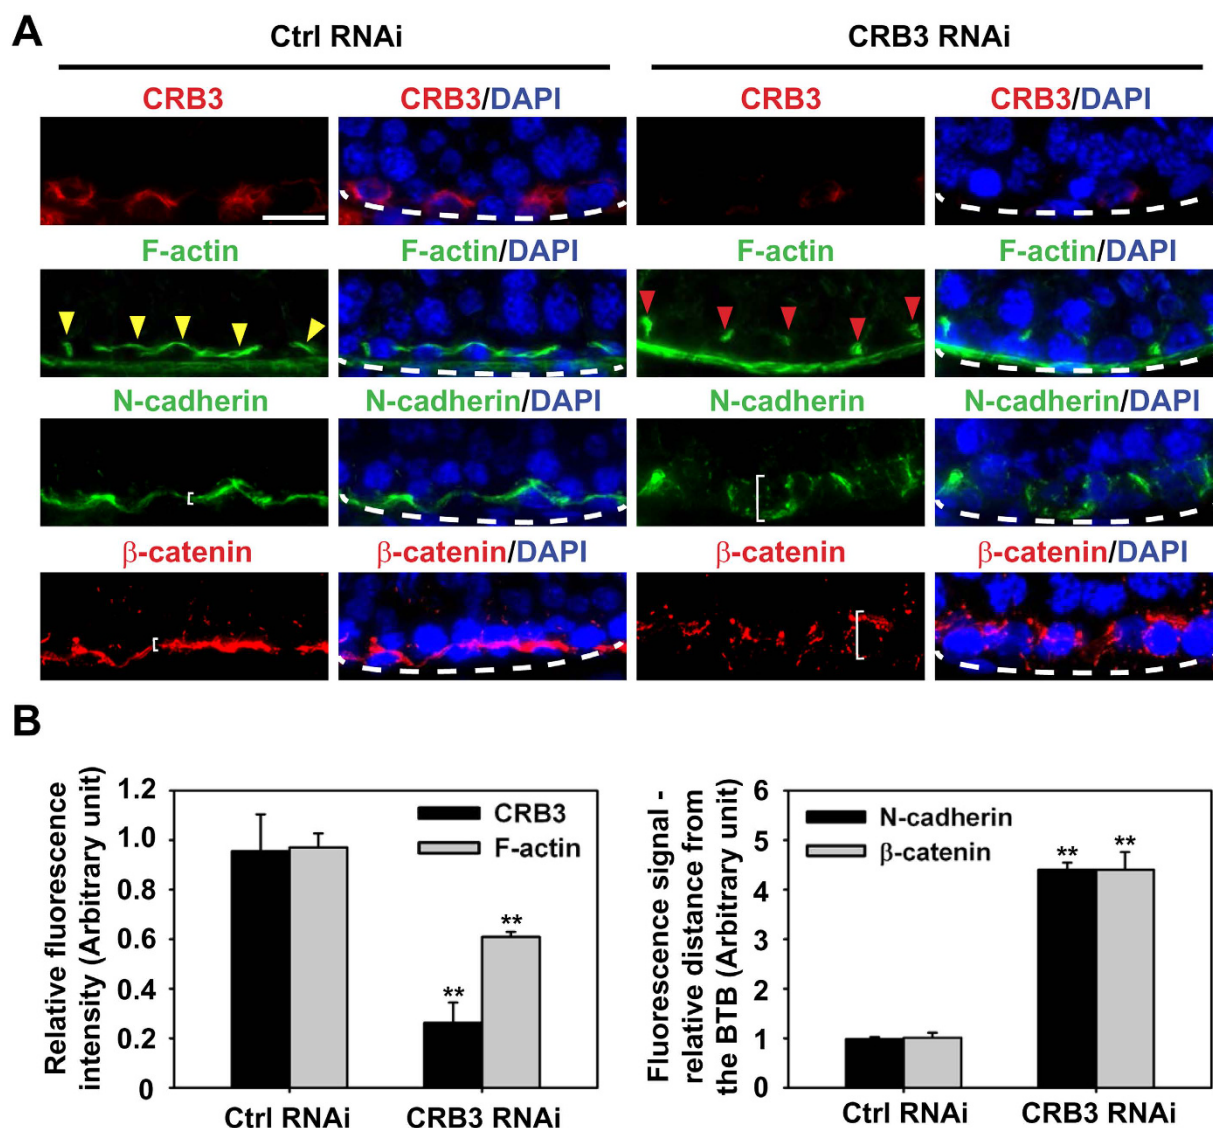 A
Ctrl RNAi
CRB3 RNAi
CRB3
CRB3/DAPI
CRB3
CRB3/DAPI
F-actin
F-actin/DAPI
F-actin
F-actin/DAPI
N-cadherin
N-cadherin/DAPI
N-cadherin
N-cadherin/DAPI
β-catenin
β-catenin/DAPI
β-catenin
β-catenin/DAPI
B
Relative fluorescence
intensity (Arbitrary unit)
1.2
1.0
0.8
0.6
0.4
0.2
0
CRB3
F-actin
**
**
Ctrl RNAi
CRB3 RNAi
Fluorescence signal -
relative distance from
the BTB (Arbitrary unit)
6
5
4
3
2
1
0
N-cadherin
β-catenin
**
**
Ctrl RNAi
CRB3 RNAi